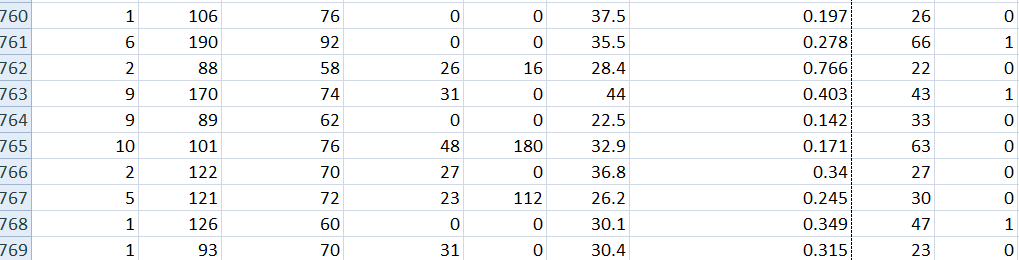 760 1 106 76 0 0 37.5 0.197 26 0
761 6 190 92 0 0 35.5 0.278 66 1
762 2 88 58 26 16 28.4 0.766 22 0
763 9 170 74 31 0 44 0.403 43 1
764 9 89 62 0 0 22.5 0.142 33 0
765 10 101 76 48 180 32.9 0.171 63 0
766 2 122 70 27 0 36.8 0.34 27 0
767 5 121 72 23 112 26.2 0.245 30 0
768 1 126 60 0 0 30.1 0.349 47 1
769 1 93 70 31 0 30.4 0.315 23 0